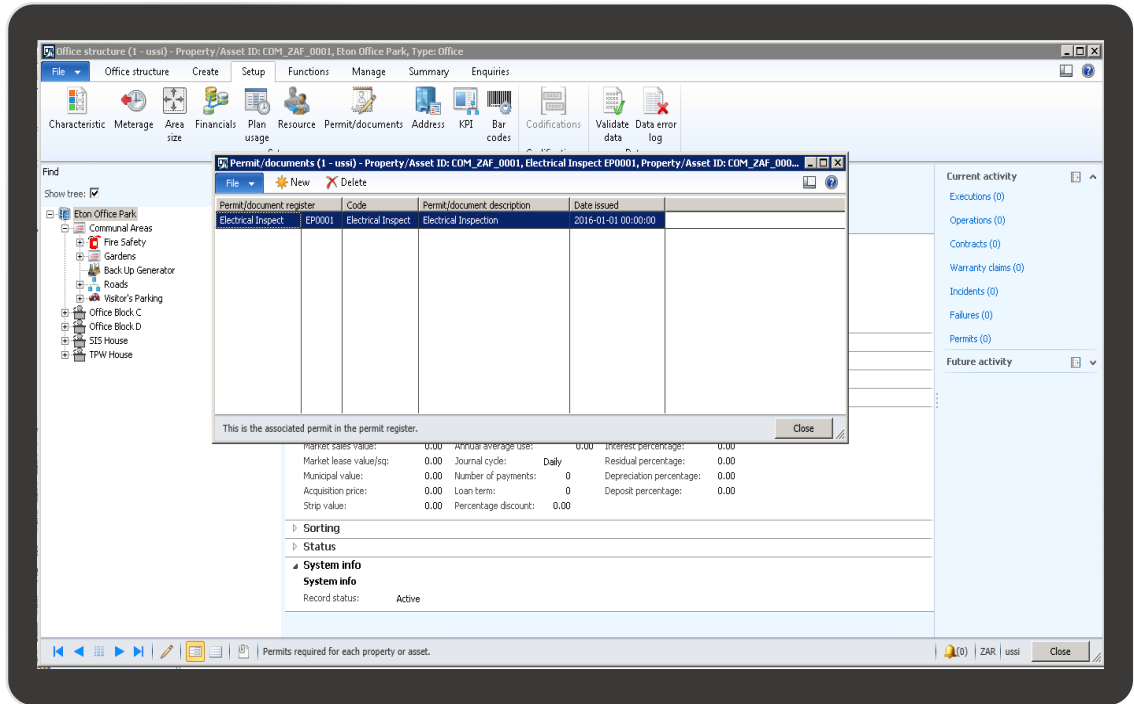 Office structure (1 - ussi) - Property/Asset ID: COM_ZAF_0001, Eton Office Park, Type: Office
File Office structure Create Setup Functions Manage Summary Enquiries
Characteristic Meterage Area size Financials Plan usage Resource Permit/documents Address KPI Bar codes Codifications Validate data Data error log
Find
Show tree:
Eton Office Park
Communal Areas
Fire Safety
Gardens
Back Up Generator
Roads
Visitor's Parking
Office Block C
Office Block D
SIS House
TPW House
Permit/documents (1 - ussi) - Property/Asset ID: COM_ZAF_0001, Electrical Inspect EP0001, Property/Asset ID: COM_ZAF_000...
File New Delete
Permit/document register Code Permit/document description Date issued
Electrical Inspect EP0001 Electrical Inspect Electrical Inspection 2016-01-01 00:00:00
This is the associated permit in the permit register. Close
Market sales value: 0.00 Annual average use: 0.00 Interest percentage: 0.00
Market lease value/sq: 0.00 Journal cycle: Daily Residual percentage: 0.00
Municipal value: 0.00 Number of payments: 0 Depreciation percentage: 0.00
Acquisition price: 0.00 Loan term: 0 Deposit percentage: 0.00
Strip value: 0.00 Percentage discount: 0.00
Sorting
Status
System info
System info
Record status: Active
Current activity
Executions (0)
Operations (0)
Contracts (0)
Warranty claims (0)
Incidents (0)
Failures (0)
Permits (0)
Future activity
Permits required for each property or asset. (0) ZAR ussi Close